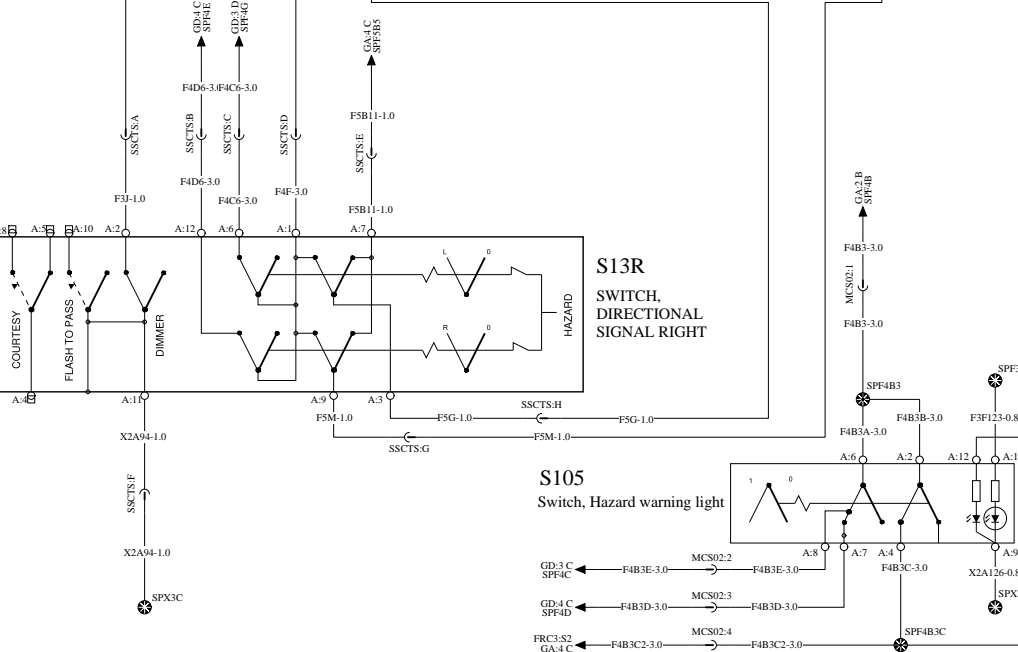 GD:4 C
SPF4E
GD:3 D
SPF4G
GA:4 C
SPF5B5
F4D6-3.0
F4C6-3.0
F5B11-1.0
SSCTS:A
SSCTS:B
SSCTS:C
SSCTS:D
SSCTS:E
F3J-1.0
F4D6-3.0
F4C6-3.0
F4F-3.0
F5B11-1.0
:8
A:5
A:10
A:2
A:12
A:6
A:1
A:7
COURTESY
FLASH TO PASS
DIMMER
L
0
R
0
HAZARD
S13R
SWITCH,
DIRECTIONAL
SIGNAL RIGHT
A:4
A:11
A:9
A:3
X2A94-1.0
SSCTS:F
X2A94-1.0
SPX3C
F5M-1.0
F5G-1.0
SSCTS:H
F5G-1.0
SSCTS:G
F5M-1.0
GA:2 B
SPF4B
F4B3-3.0
MCS02:1
F4B3-3.0
SPF4B3
F4B3A-3.0
F4B3B-3.0
F3F123-0.8
A:6
A:2
A:12
S105
Switch, Hazard warning light
1
0
A:8
A:7
A:4
A:9
F4B3C-3.0
X2A126-0.8
GD:3 C
SPF4C
F4B3E-3.0
MCS02:2
F4B3E-3.0
GD:4 C
SPF4D
F4B3D-3.0
MCS02:3
F4B3D-3.0
FRC3:S2
GA:4 C
F4B3C2-3.0
MCS02:4
F4B3C2-3.0
SPF4B3C